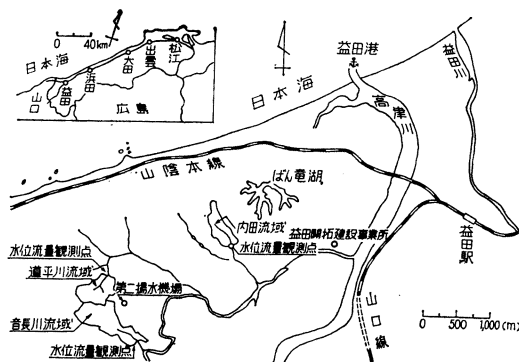 0 40km
日本海
山口
益田
浜田
大田
出雲
松江
広島
日本海
益田港
高津川
益田川
山陰本線
ばん竜湖
内田流域
水位流量観測点
益田開拓建設事業所
益田駅
水位流量観測点
道平川流域
第二揚水機場
音長川流域
水位流量観測点
山口線
0 500 1,000(m)